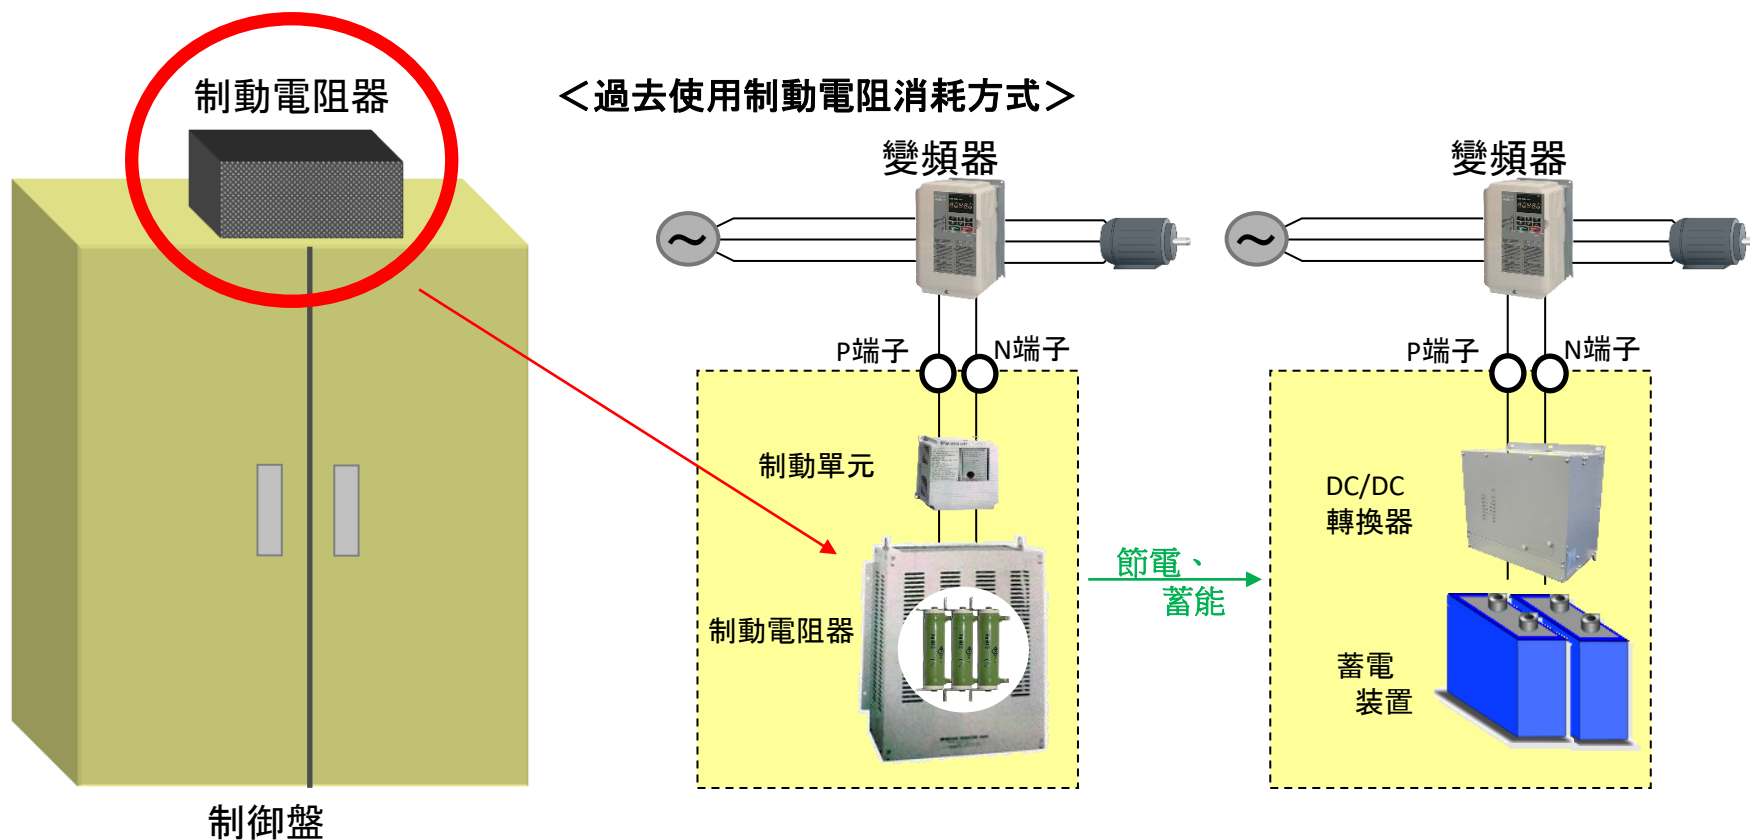 制動電阻器
＜過去使用制動電阻消耗方式＞
變頻器
變頻器
P端子
N端子
P端子
N端子
制動單元
DC/DC
轉換器
節電、
蓄能
制動電阻器
蓄電
装置
制御盤